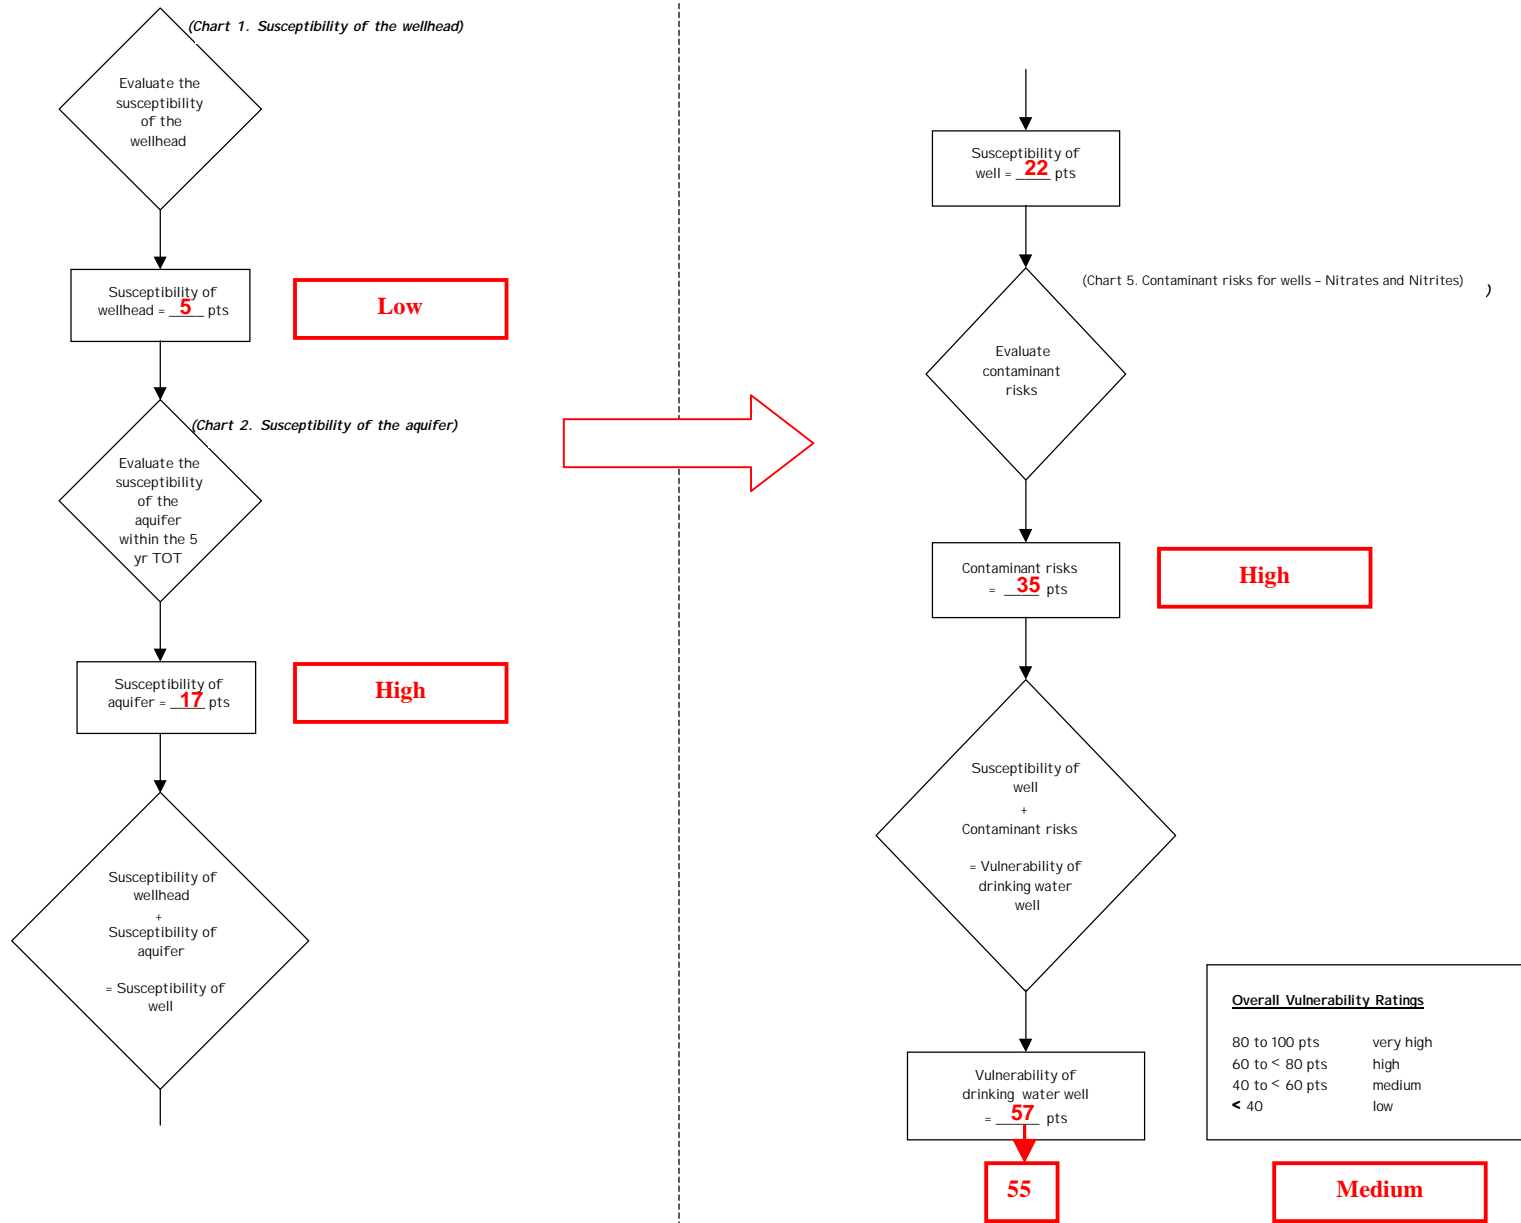 (Chart 1. Susceptibility of the wellhead)
Evaluate the
susceptibility
of the
wellhead
Susceptibility of
wellhead = 5 pts
Low
(Chart 2. Susceptibility of the aquifer)
Evaluate the
susceptibility
of the
aquifer
within the 5
yr TOT
Susceptibility of
aquifer = 17 pts
High
Susceptibility of
wellhead
+
Susceptibility of
aquifer
= Susceptibility of
well
Susceptibility of
well = 22 pts
(Chart 5. Contaminant risks for wells – Nitrates and Nitrites)
)
Evaluate
contaminant
risks
Contaminant risks
= 35 pts
High
Susceptibility of
well
+
Contaminant risks
= Vulnerability of
drinking water
well
Vulnerability of
drinking water well
= 57 pts
55
Overall Vulnerability Ratings
80 to 100 pts very high
60 to < 80 pts high
40 to < 60 pts medium
< 40 low
Medium